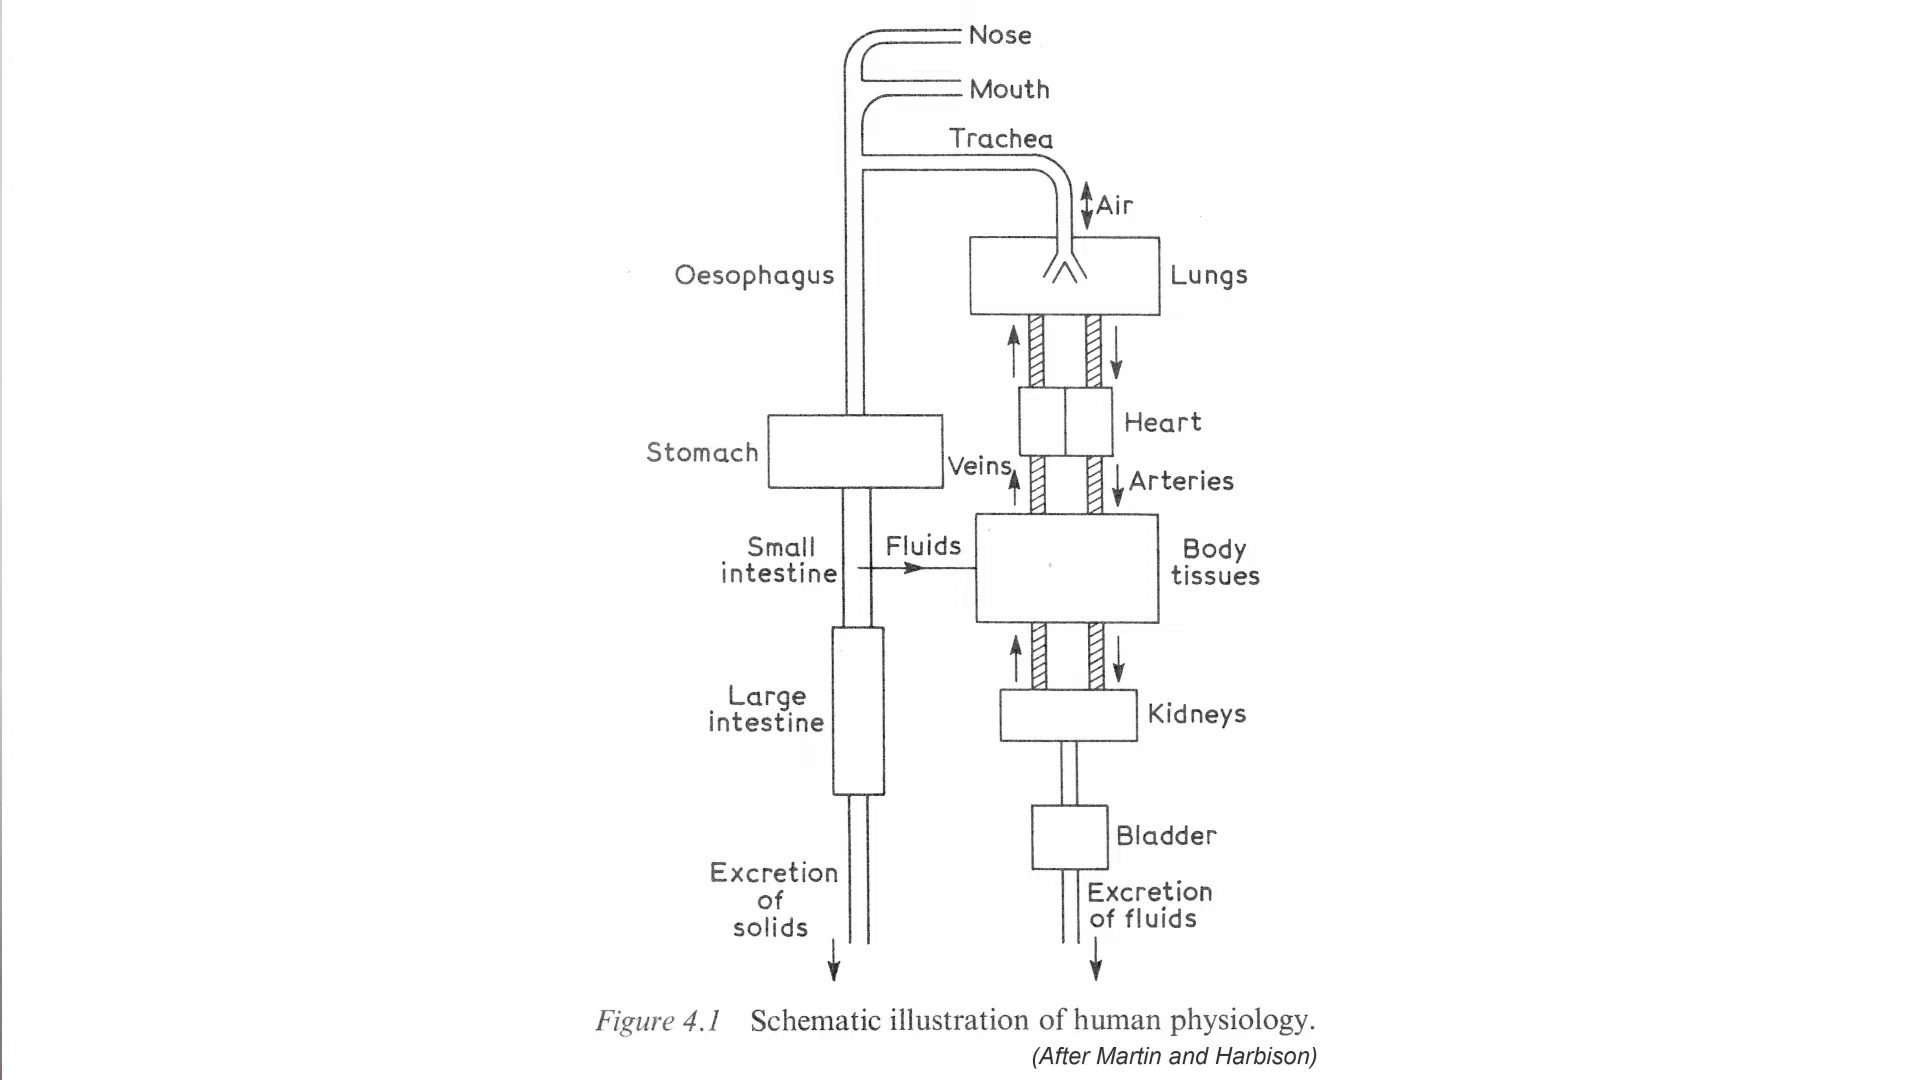 Nose
Mouth
Trachea
Air
Oesophagus
Lungs
Heart
Stomach
Veins
Arteries
Small
intestine
Fluids
Body
tissues
Large
intestine
Kidneys
Bladder
Excretion
of
solids
Excretion
of fluids
Figure 4.1 Schematic illustration of human physiology.
(After Martin and Harbison)